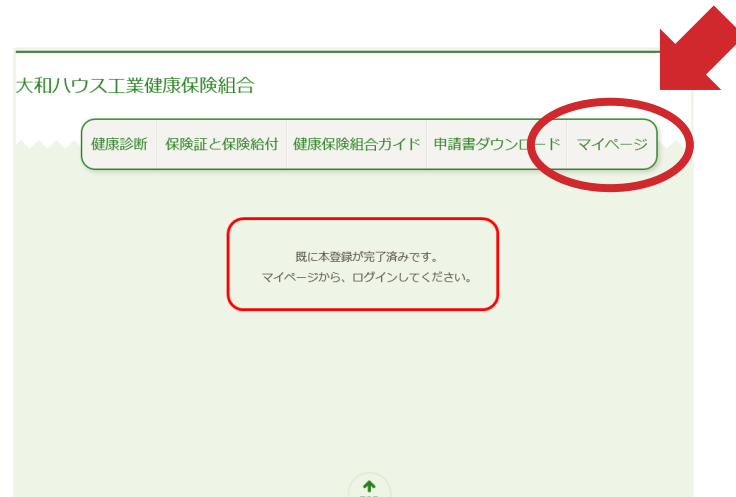 大和ハウス工業健康保険組合
健康診断 保険証と保険給付 健康保険組合ガイド 申請書ダウンロード マイページ
既に本登録が完了済みです。
マイページから、ログインしてください。